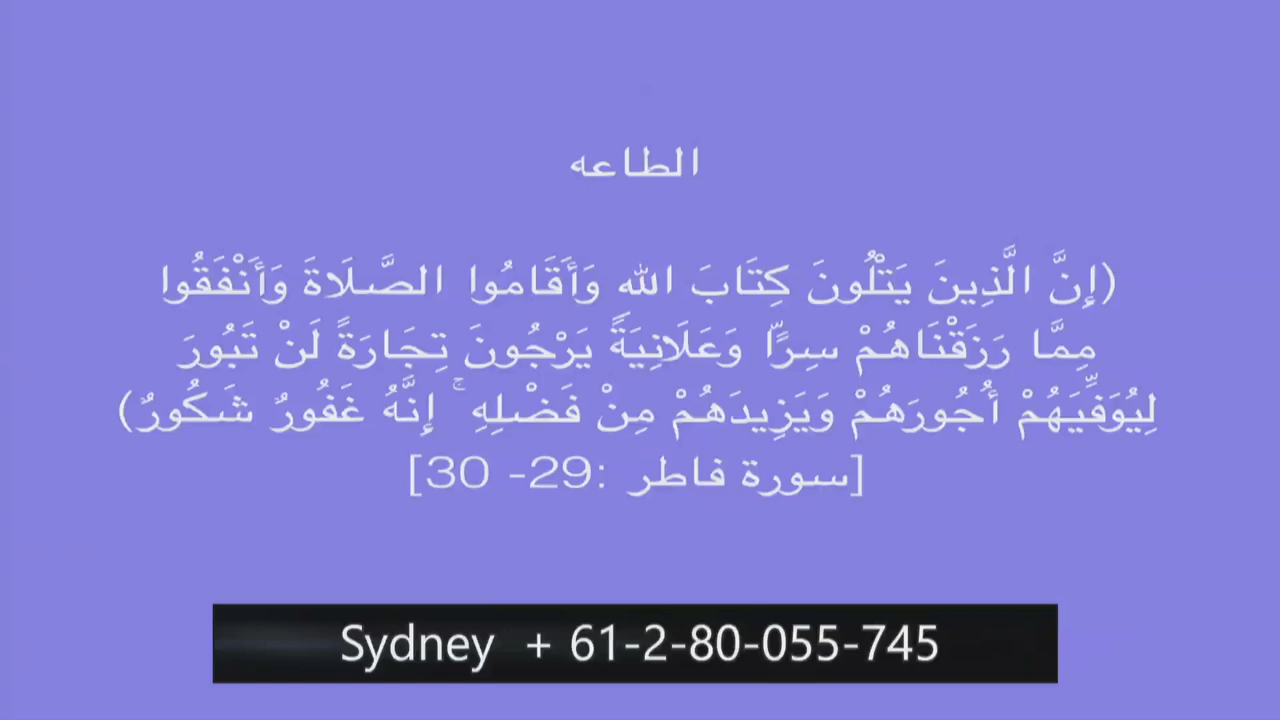 الطاعه
(إِنَّ الَّذِينَ يَتْلُونَ كِتَابَ الله وَأَقَامُوا الصَّلَاةَ وَأَنْفَقُوا
مِمَّا رَزَقْنَاهُمْ سِرًّا وَعَلَانِيَةً يَرْجُونَ تِجَارَةً لَنْ تَبُورَ
لِيُوَفِّيَهُمْ أُجُورَهُمْ وَيَزِيدَهُمْ مِنْ فَضْلِهِ ۚ إِنَّهُ غَفُورٌ شَكُورٌ)
[سورة فاطر :29- 30]
Sydney + 61-2-80-055-745